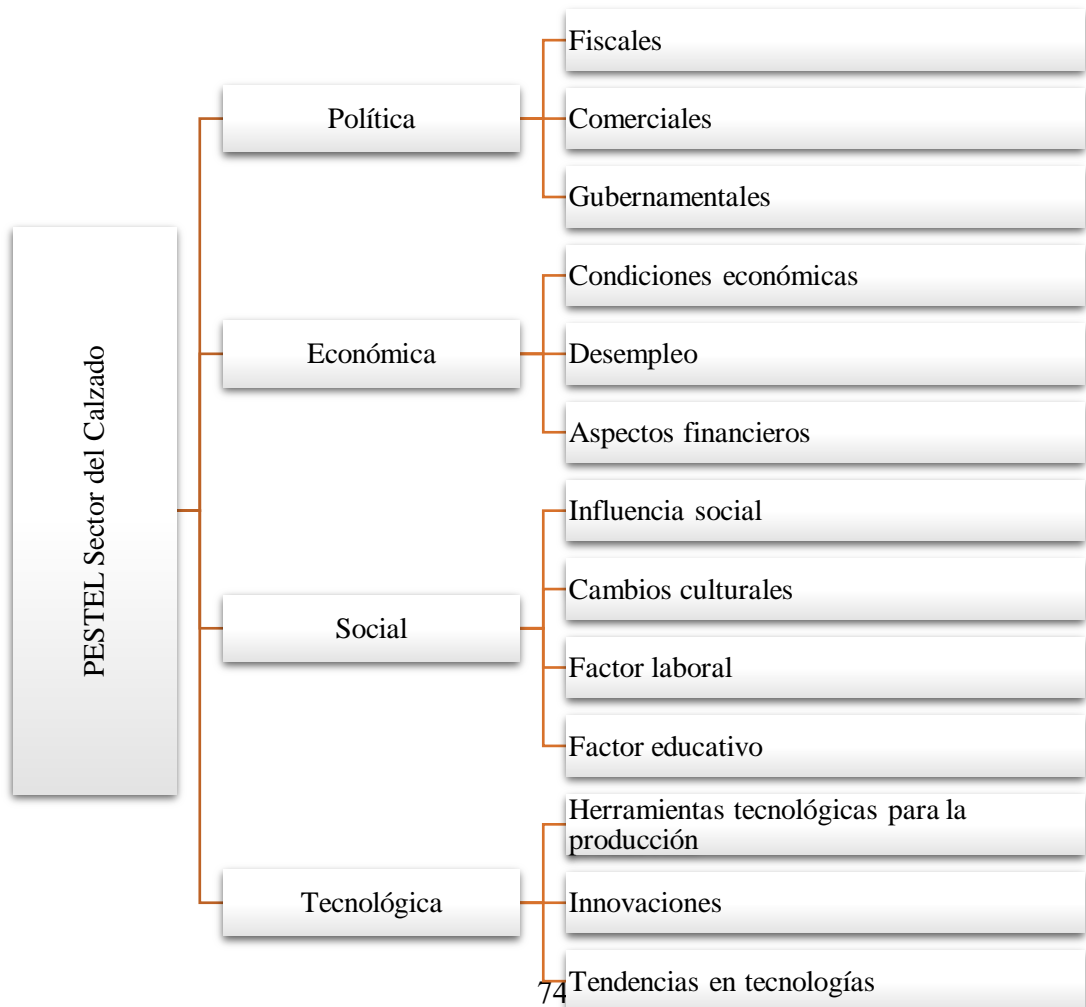 PESTEL Sector del Calzado
Política
Fiscales
Comerciales
Gubernamentales
Económica
Condiciones económicas
Desempleo
Aspectos financieros
Social
Influencia social
Cambios culturales
Factor laboral
Factor educativo
Tecnológica
Herramientas tecnológicas para la
producción
Innovaciones
Tendencias en tecnologías
74